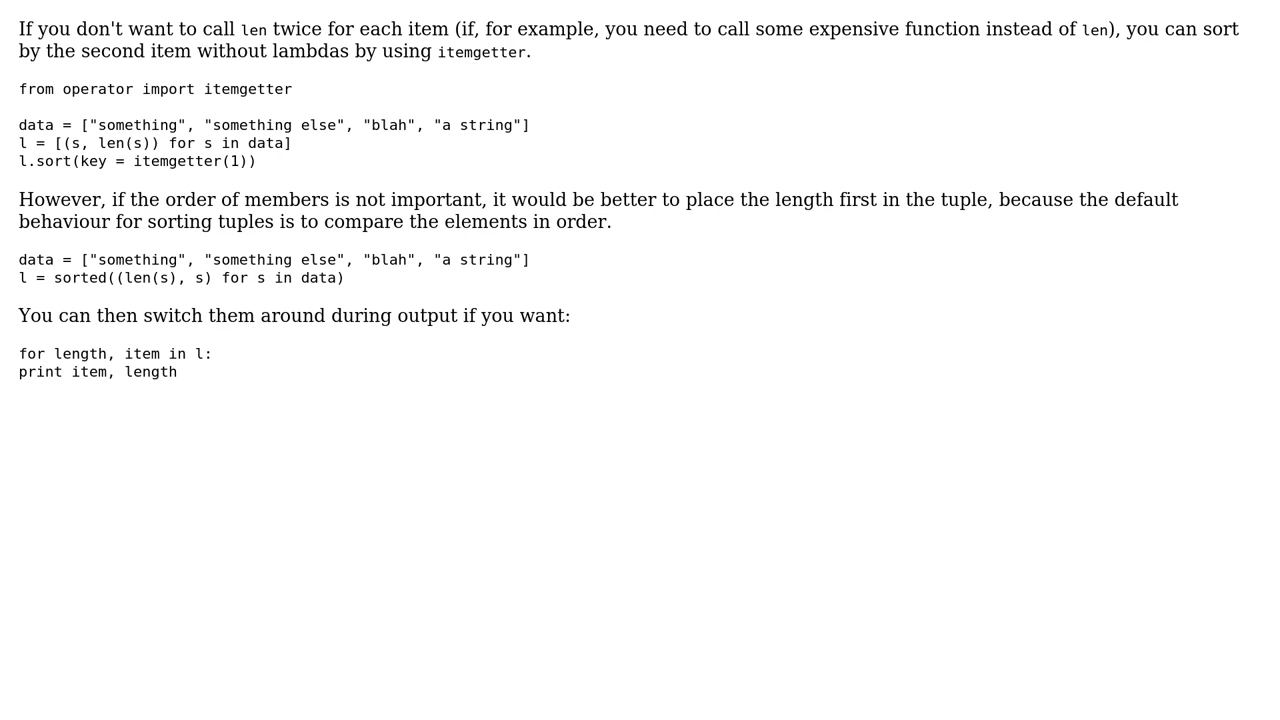 If you don't want to call len twice for each item (if, for example, you need to call some expensive function instead of len), you can sort
by the second item without lambdas by using itemgetter.
from operator import itemgetter
data = ["something", "something else", "blah", "a string"]
l = [(s, len(s)) for s in data]
l.sort(key = itemgetter(1))
However, if the order of members is not important, it would be better to place the length first in the tuple, because the default
behaviour for sorting tuples is to compare the elements in order.
data = ["something", "something else", "blah", "a string"]
l = sorted((len(s), s) for s in data)
You can then switch them around during output if you want:
for length, item in l:
print item, length